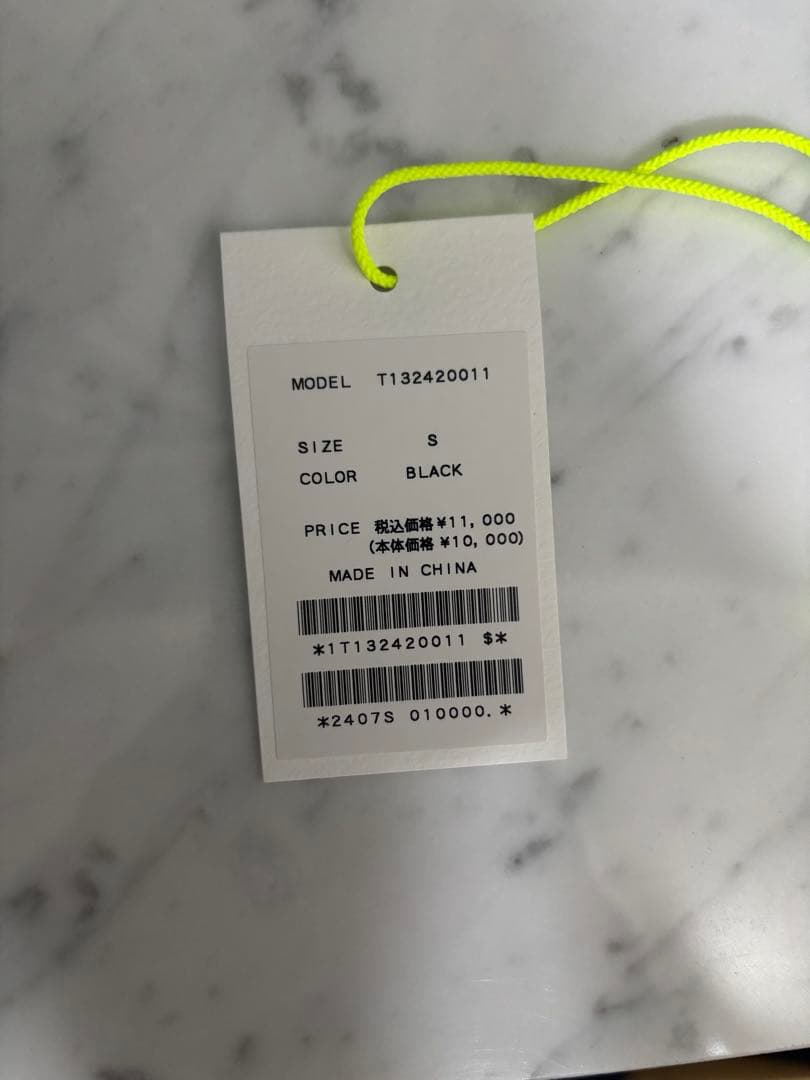 MODEL T132420011
SIZE S
COLOR BLACK
PRICE 税込価格¥11,000
(本体価格 ¥10,000)
MADE IN CHINA
*1T132420011 $*
*2407S 010000.*